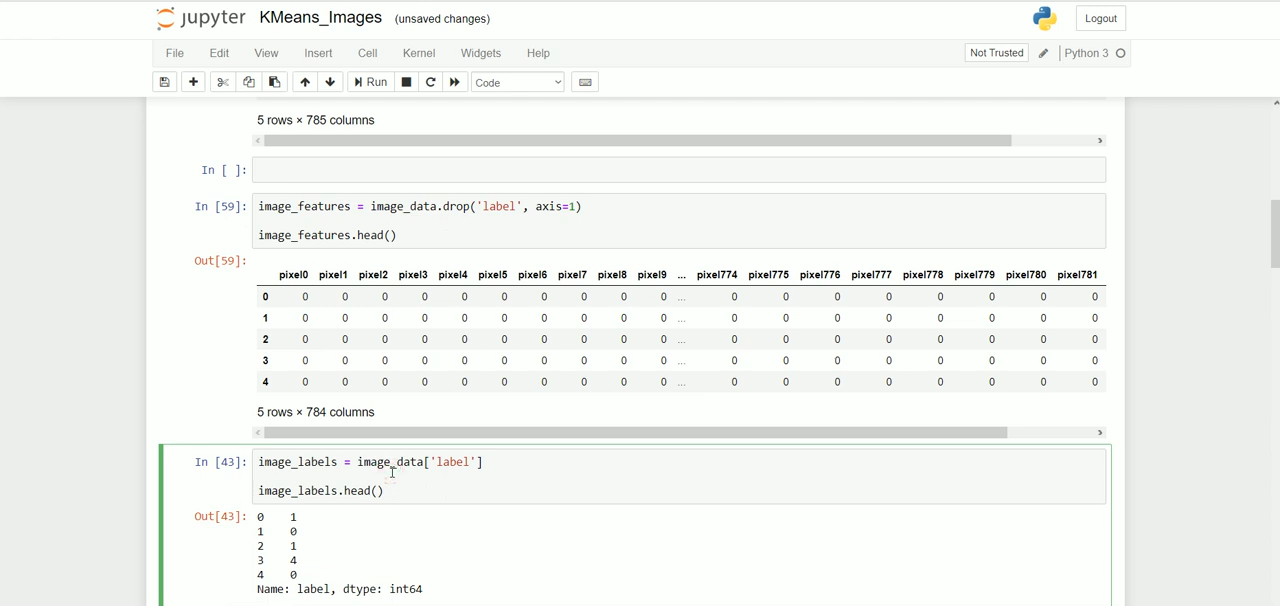 jupyter KMeans_Images (unsaved changes) Logout
File Edit View Insert Cell Kernel Widgets Help Not Trusted Python 3
Run Code
5 rows × 785 columns
In [ ]:
In [59]: image_features = image_data.drop('label', axis=1)
image_features.head()
Out[59]:
pixel0 pixel1 pixel2 pixel3 pixel4 pixel5 pixel6 pixel7 pixel8 pixel9 ... pixel774 pixel775 pixel776 pixel777 pixel778 pixel779 pixel780 pixel781
0 0 0 0 0 0 0 0 0 0 0 ... 0 0 0 0 0 0 0 0
1 0 0 0 0 0 0 0 0 0 0 ... 0 0 0 0 0 0 0 0
2 0 0 0 0 0 0 0 0 0 0 ... 0 0 0 0 0 0 0 0
3 0 0 0 0 0 0 0 0 0 0 ... 0 0 0 0 0 0 0 0
4 0 0 0 0 0 0 0 0 0 0 ... 0 0 0 0 0 0 0 0
5 rows × 784 columns
In [43]: image_labels = image_data['label']
image_labels.head()
Out[43]: 0 1
1 0
2 1
3 4
4 0
Name: label, dtype: int64